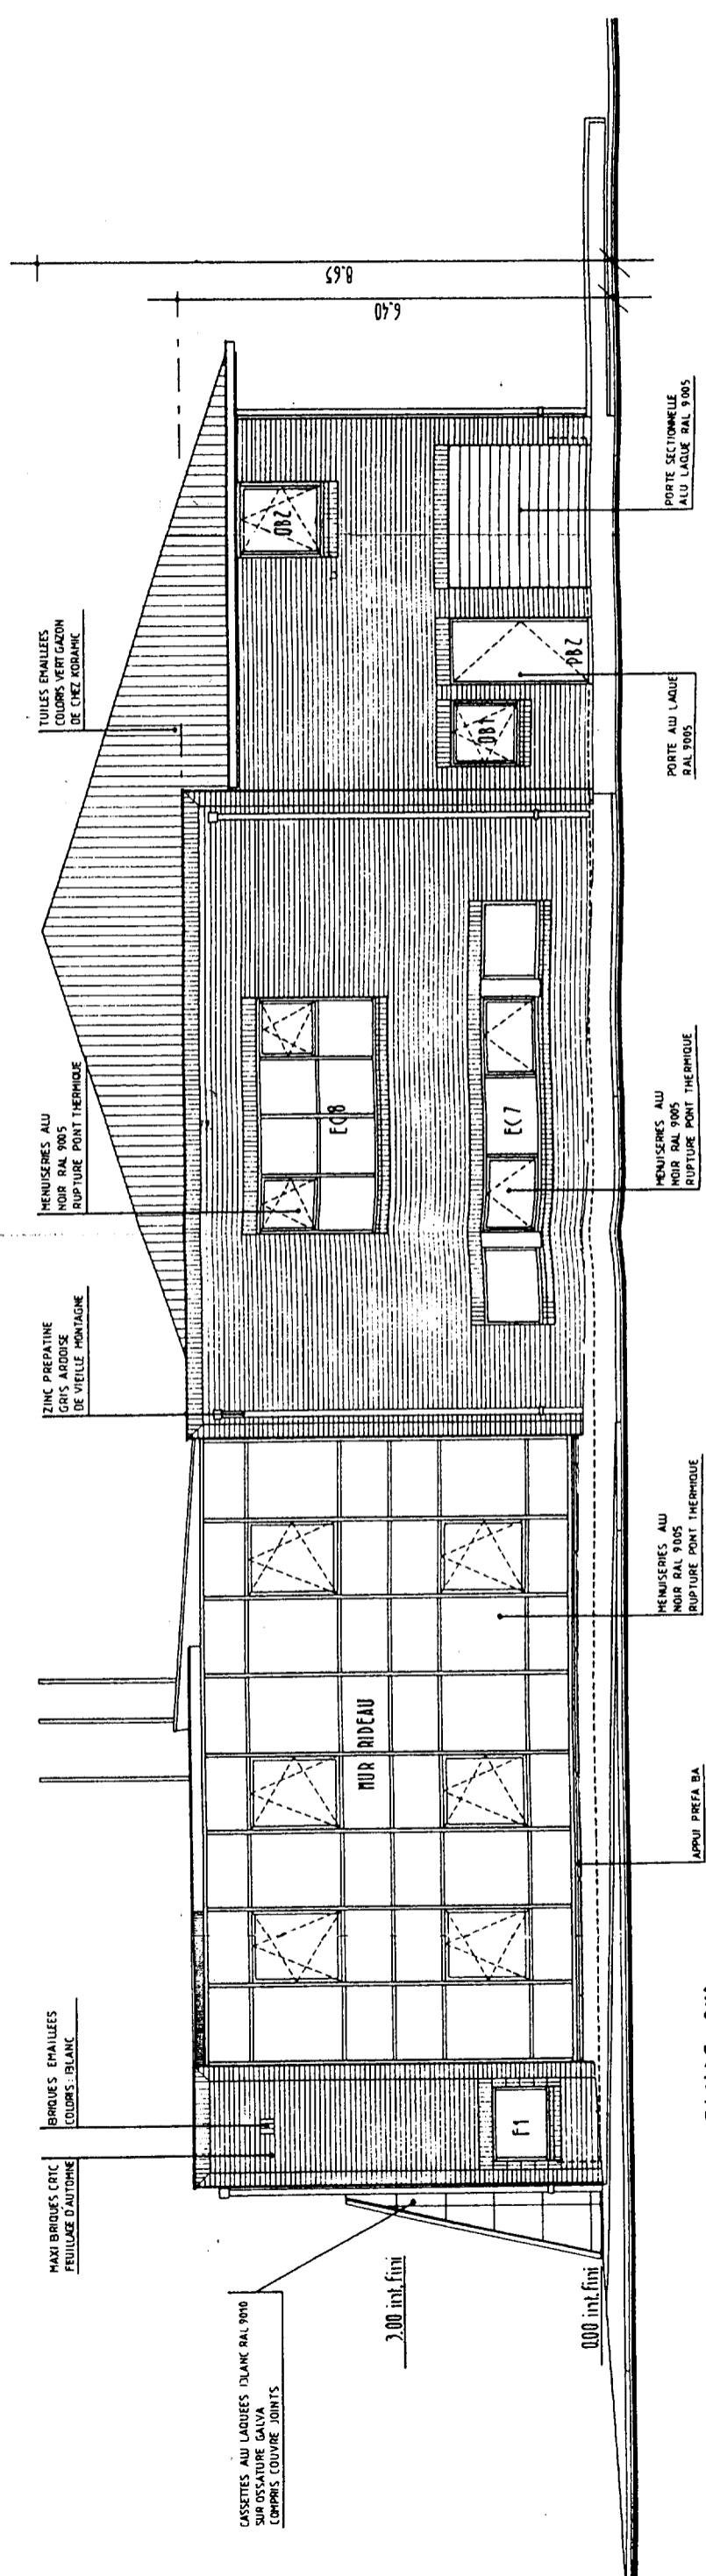 CASSETTES ALU LAQUEES BLANC RAL 9010
SUR OSSATURE GALVA
COMPRIS COUVRE JOINTS
MAXI BRIQUES CRTC
FEUILLAGE D'AUTOMNE
BRIQUES EMAILLEES
COLORIS : BLANC
ZINC PREPATINE
GRIS ARDOISE
DE VIEILLE MONTAGNE
MENUISERIES ALU
NOIR RAL 9005
RUPTURE PONT THERMIQUE
TUILES EMAILLEES
COLORIS VERT GAZON
DE CHEZ KORAMIC
8.65
6.40
3.00 int.fini
0.00 int.fini
F1
MUR RIDEAU
EC8
EC7
OB2
OB1
PB2
APPUI PREFA BA
MENUISERIES ALU
NOIR RAL 9005
RUPTURE PONT THERMIQUE
MENUISERIES ALU
NOIR RAL 9005
RUPTURE PONT THERMIQUE
PORTE ALU LAQUE
RAL 9005
PORTE SECTIONNELLE
ALU LAQUE RAL 9005